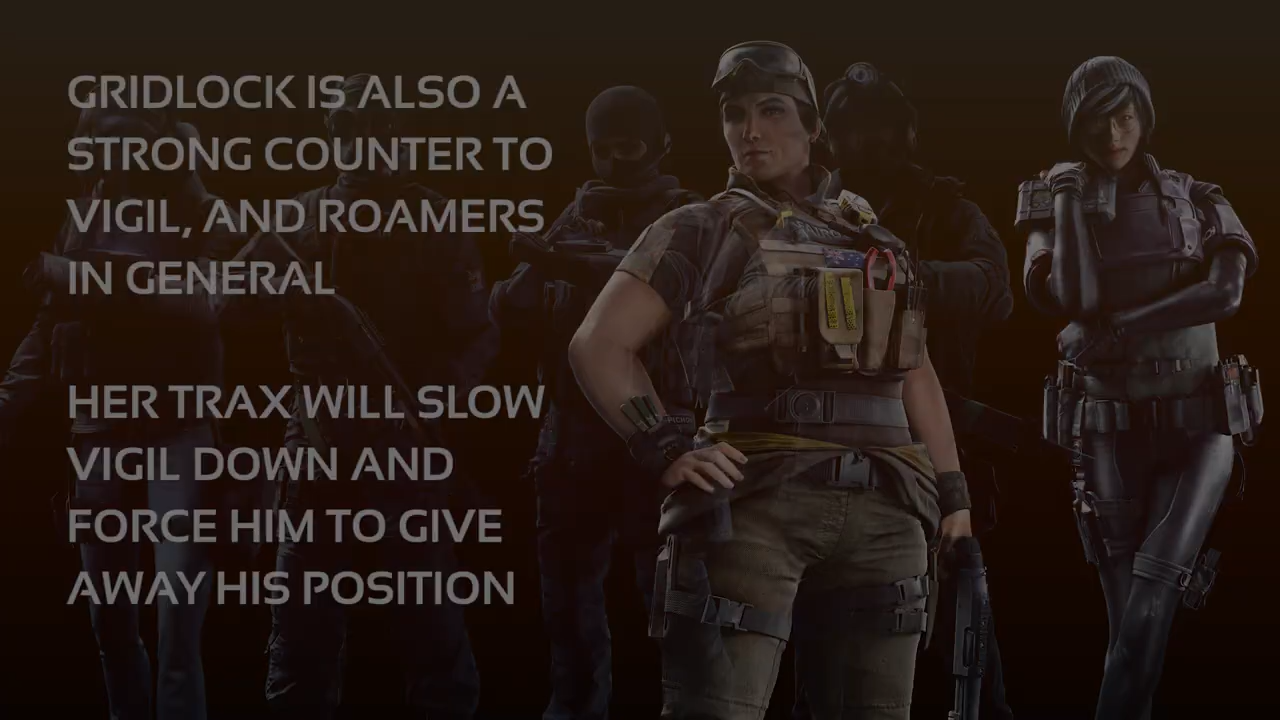 GRIDLOCK IS ALSO A
STRONG COUNTER TO
VIGIL, AND ROAMERS
IN GENERAL
HER TRAX WILL SLOW
VIGIL DOWN AND
FORCE HIM TO GIVE
AWAY HIS POSITION